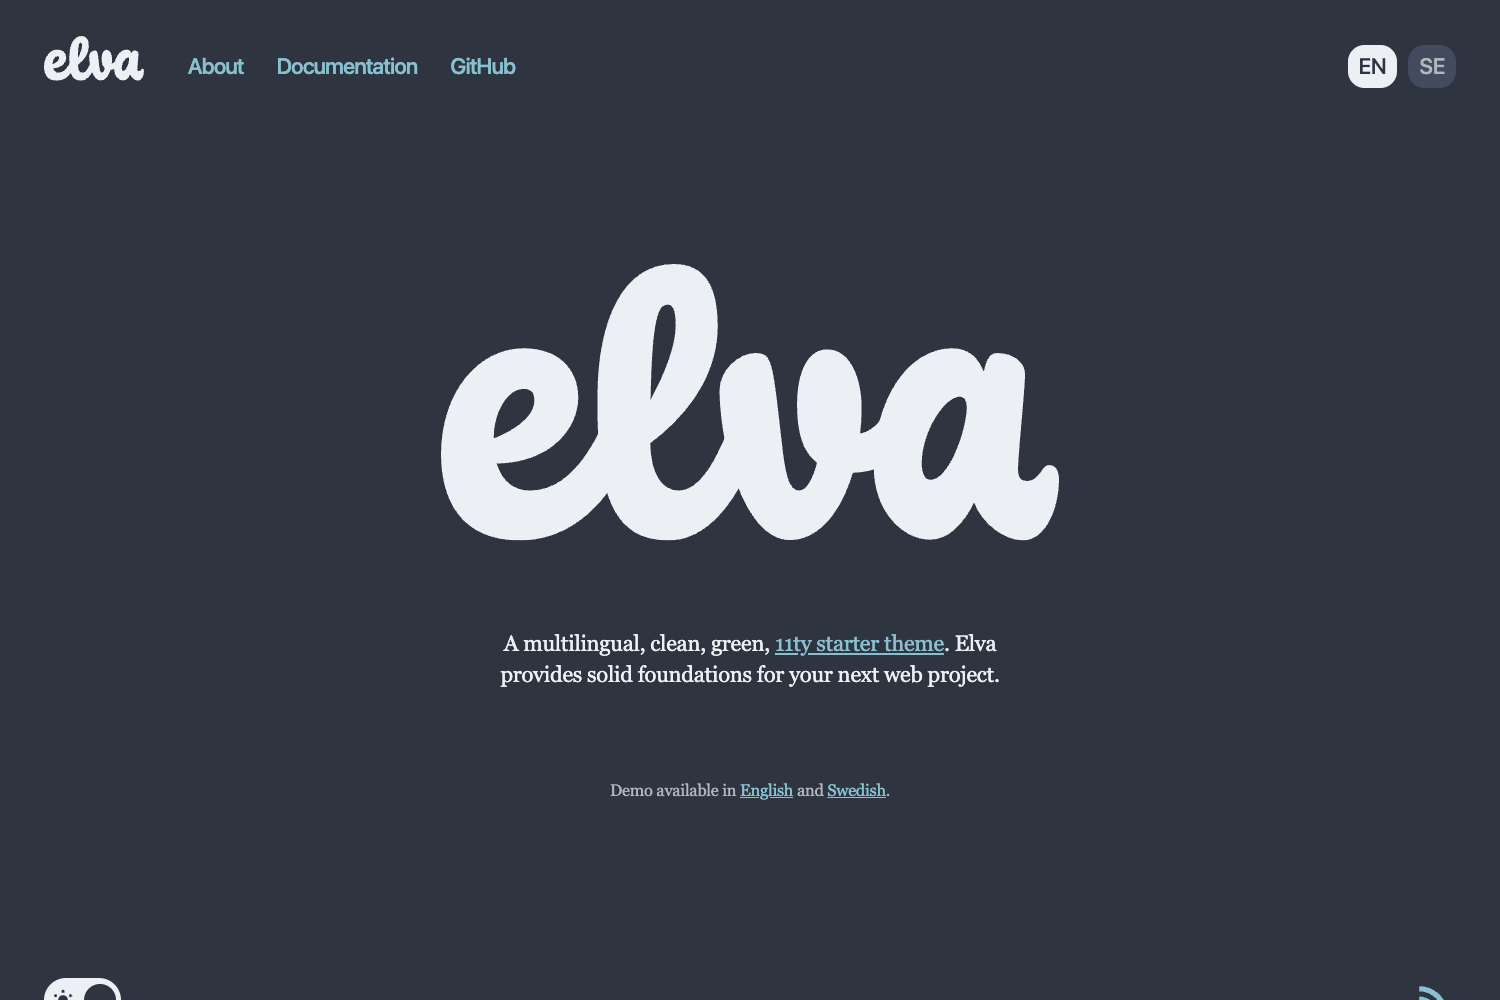 elva
About
Documentation
GitHub
EN
SE
elva
A multilingual, clean, green, 11ty starter theme. Elva
provides solid foundations for your next web project.
Demo available in English and Swedish.